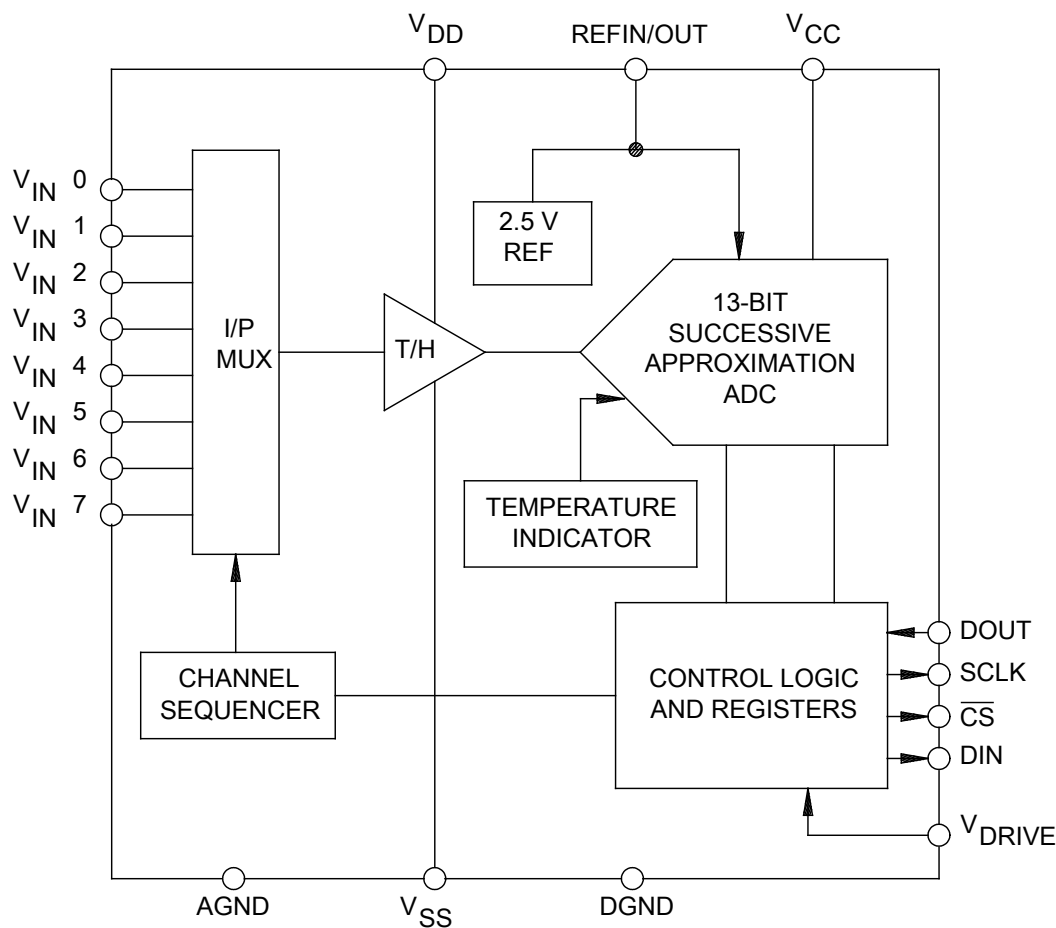 VDD
REFIN/OUT
VCC
VIN 0
VIN 1
VIN 2
VIN 3
VIN 4
VIN 5
VIN 6
VIN 7
I/P
MUX
T/H
2.5 V
REF
13-BIT
SUCCESSIVE
APPROXIMATION
ADC
TEMPERATURE
INDICATOR
CHANNEL
SEQUENCER
CONTROL LOGIC
AND REGISTERS
DOUT
SCLK
C̅S̅
DIN
VDRIVE
AGND
VSS
DGND